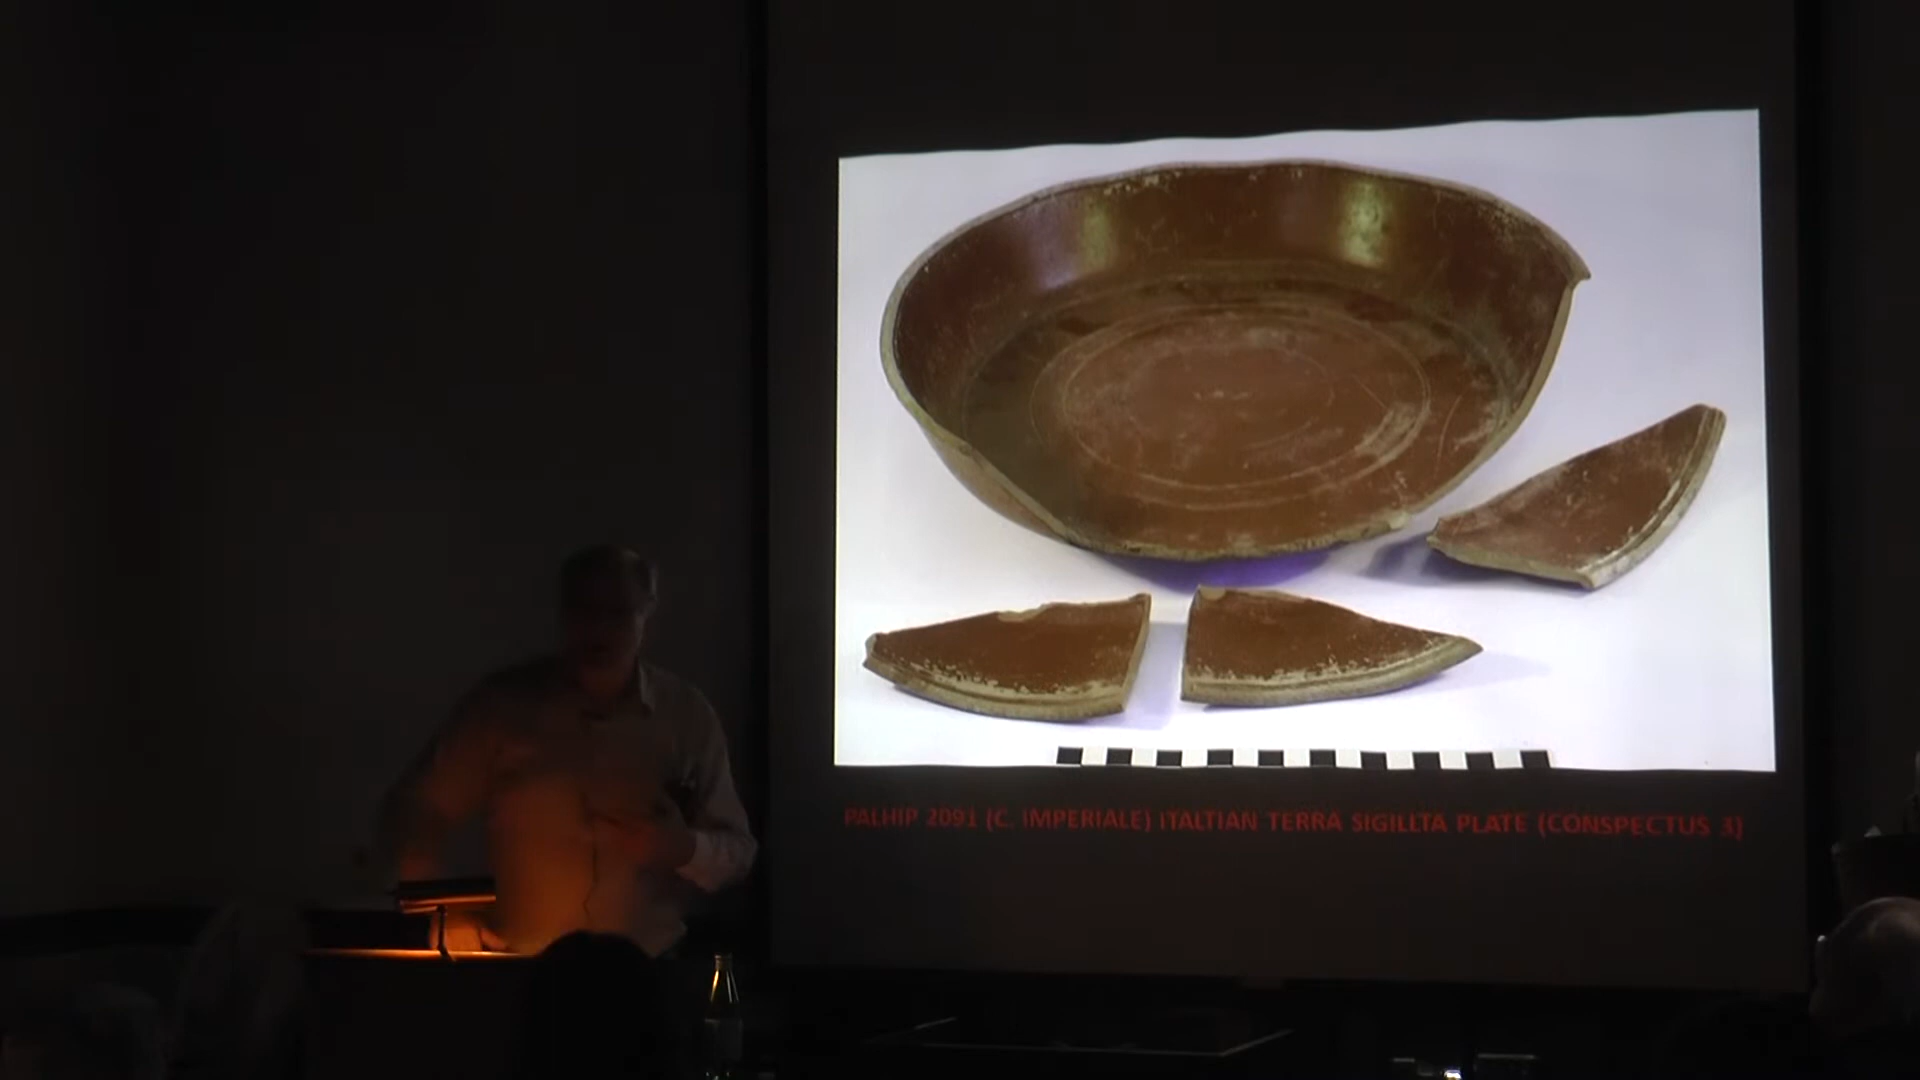 PALHIP 2091 (C. IMPERIALE) ITALTIAN TERRA SIGILLTA PLATE (CONSPECTUS 3)